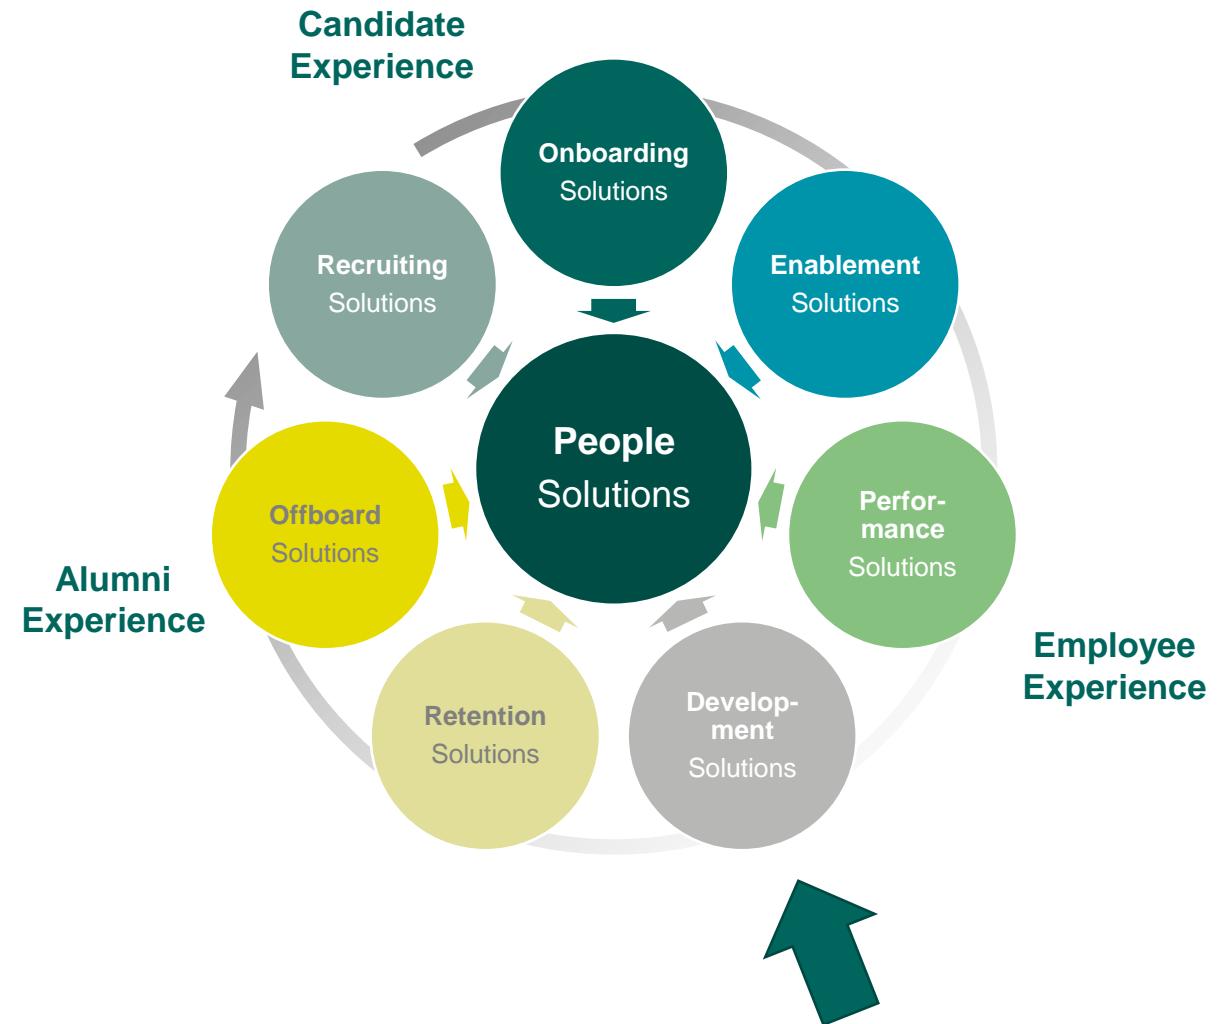 Candidate
Experience
Onboarding
Solutions
Recruiting
Solutions
Enablement
Solutions
People
Solutions
Offboard
Solutions
Perfor-
mance
Solutions
Alumni
Experience
Employee
Experience
Retention
Solutions
Develop-
ment
Solutions